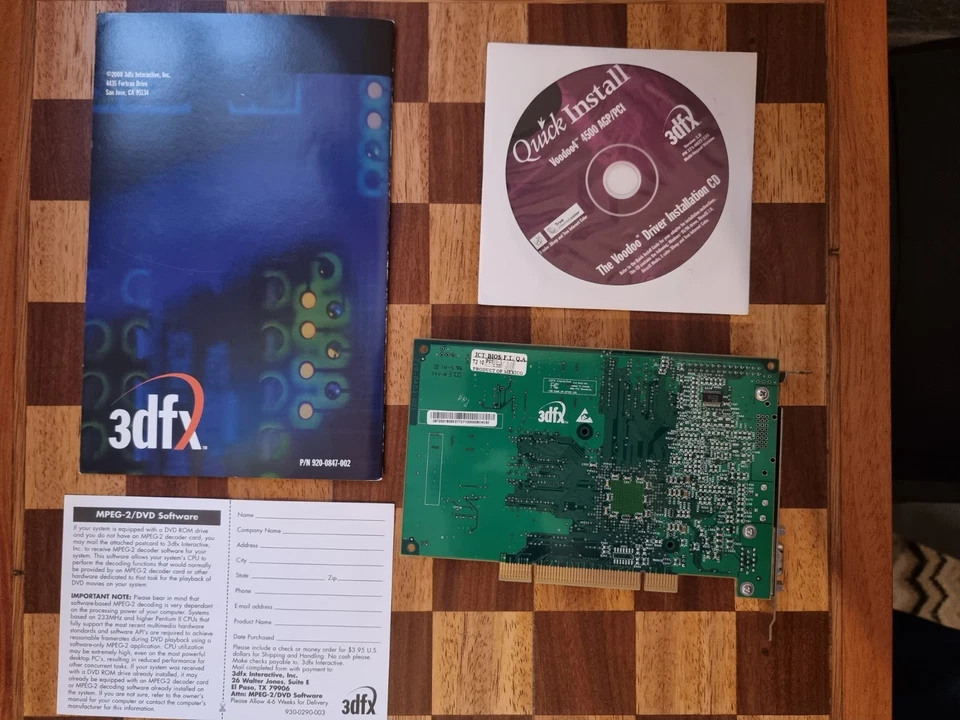 ©2000 3dfx Interactive, Inc.
4435 Fortran Drive
San Jose, CA 95134
3dfx
P/N 920-0847-002
Quick Install
Voodoo4™ 4500 AGP/PCI
3dfx
The Voodoo™ Driver Installation CD
ICT BIOS F.I. Q.A.
PRODUCT OF MEXICO
3dfx
MPEG-2/DVD Software
If your system is equipped with a DVD ROM drive
and you do not have an MPEG-2 decoder card, you
may mail the attached postcard to 3dfx Interactive,
Inc. to receive MPEG-2 decoder software for your
system. This software allows your system's CPU to
perform the decoding functions that would normally
be provided by an MPEG-2 decoder card or other
hardware dedicated to that task for the playback of
DVD movies on your system.
IMPORTANT NOTE: Please bear in mind that
software-based MPEG-2 decoding is very dependent
on the processing power of your computer. Systems
based on 233MHz and higher Pentium II CPUs that
fully support the most recent multimedia hardware
standards and software API's are required to achieve
reasonable framerates during DVD playback using a
software-only MPEG-2 application. CPU utilization
may be extremely high, even on the most powerful
desktop PC's, resulting in reduced performance for
other concurrent tasks. If your system was received
with a DVD ROM drive already installed, it may
already be equipped with an MPEG-2 decoder card
or MPEG-2 decoding software already installed on
the system. If you are not sure, refer to the owner's
manual for your computer or contact the computer's
manufacturer for this information.
Name
Company Name
Address
City
State Zip
Phone
E-mail address
Product Name
Date Purchased
Please include a check or money order for $3.95 U.S.
dollars for Shipping and Handling. No cash please.
Make checks payable to: 3dfx Interactive.
Mail completed form with payment to:
3dfx Interactive, Inc.
26 Walter Jones, Suite E
El Paso, TX 79906
Attn: MPEG-2/DVD Software
Please Allow 4-6 Weeks for Delivery
930-0290-003
3dfx